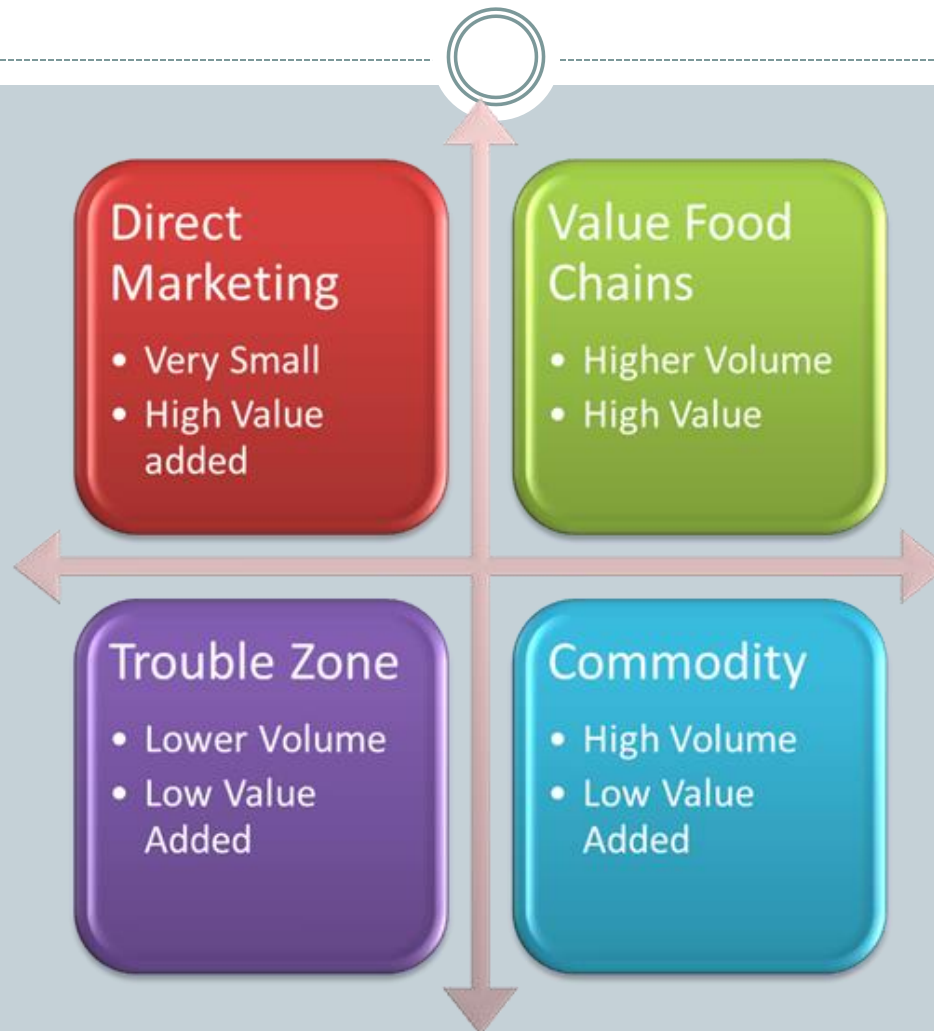 Direct
Marketing
• Very Small
• High Value
added
Value Food
Chains
• Higher Volume
• High Value
Trouble Zone
• Lower Volume
• Low Value
Added
Commodity
• High Volume
• Low Value
Added